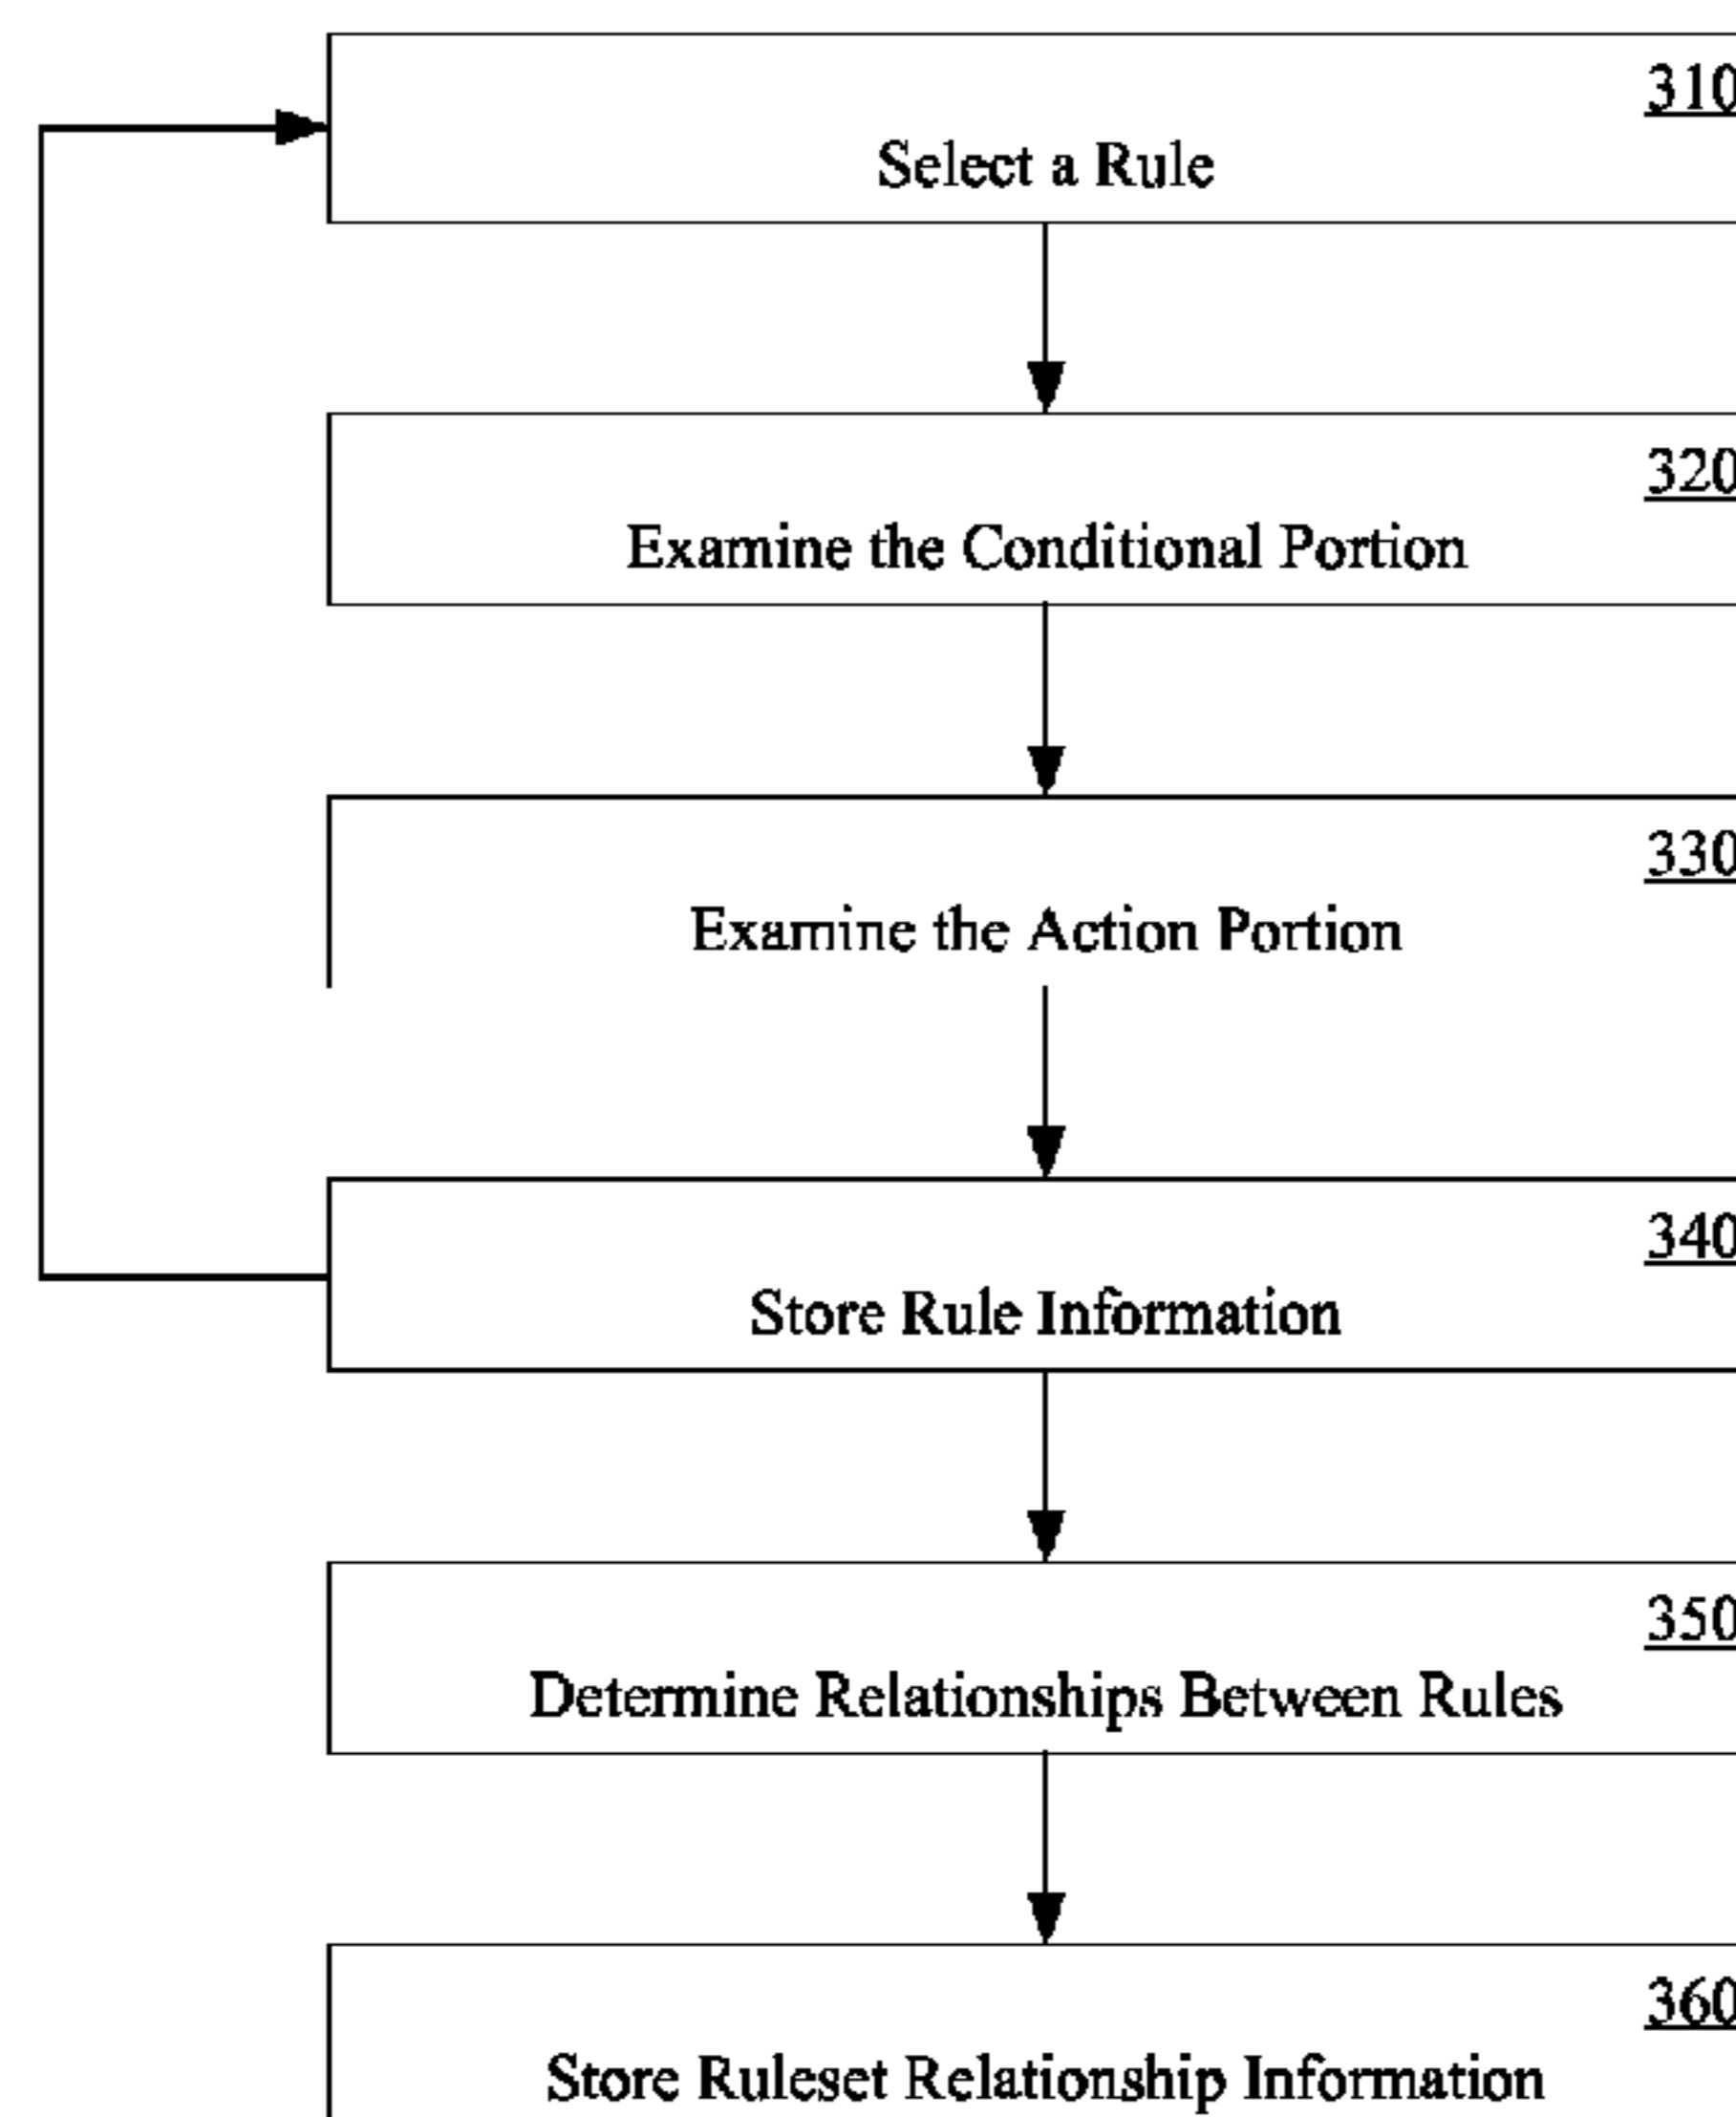 310
Select a Rule
320
Examine the Conditional Portion
330
Examine the Action Portion
340
Store Rule Information
350
Determine Relationships Between Rules
360
Store Ruleset Relationship Information